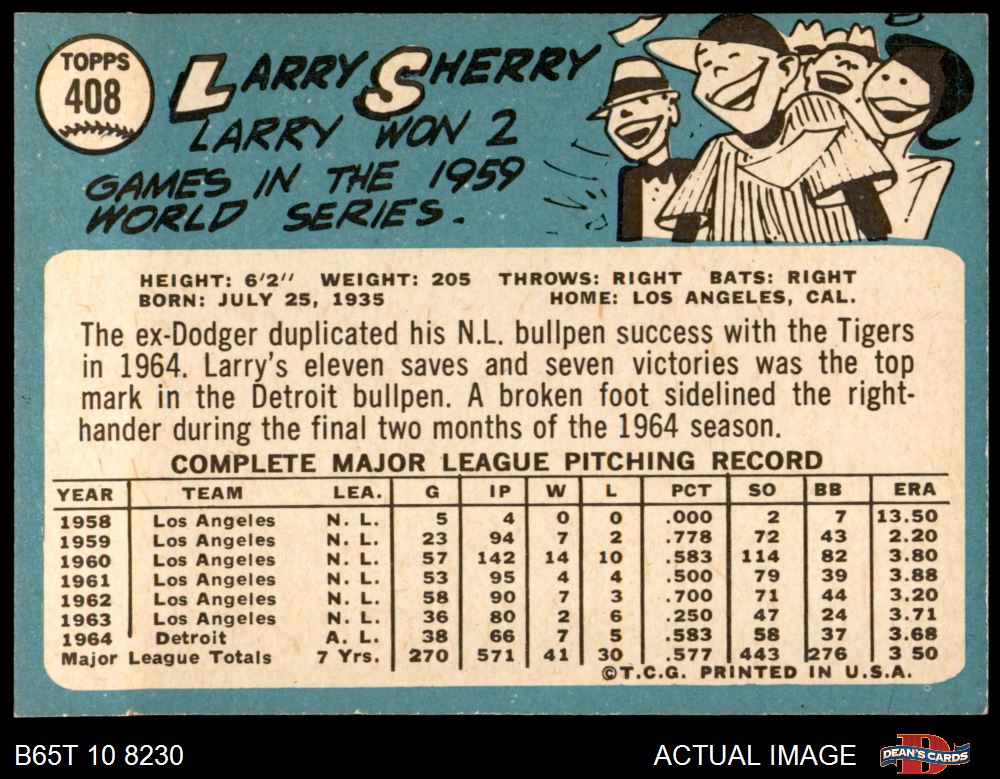 TOPPS
408
LARRY SHERRY
LARRY WON 2
GAMES IN THE 1959
WORLD SERIES.
HEIGHT: 6'2" WEIGHT: 205 THROWS: RIGHT BATS: RIGHT
BORN: JULY 25, 1935 HOME: LOS ANGELES, CAL.
The ex-Dodger duplicated his N.L. bullpen success with the Tigers
in 1964. Larry's eleven saves and seven victories was the top
mark in the Detroit bullpen. A broken foot sidelined the right-
hander during the final two months of the 1964 season.
COMPLETE MAJOR LEAGUE PITCHING RECORD
YEAR TEAM LEA. G IP W L PCT SO BB ERA
1958 Los Angeles N. L. 5 4 0 0 .000 2 7 13.50
1959 Los Angeles N. L. 23 94 7 2 .778 72 43 2.20
1960 Los Angeles N. L. 57 142 14 10 .583 114 82 3.80
1961 Los Angeles N. L. 53 95 4 4 .500 79 39 3.88
1962 Los Angeles N. L. 58 90 7 3 .700 71 44 3.20
1963 Los Angeles N. L. 36 80 2 6 .250 47 24 3.71
1964 Detroit A. L. 38 66 7 5 .583 58 37 3.68
Major League Totals 7 Yrs. 270 571 41 30 .577 443 276 3 50
©T.C.G. PRINTED IN U.S.A.
B65T 10 8230 ACTUAL IMAGE DEAN'S CARDS